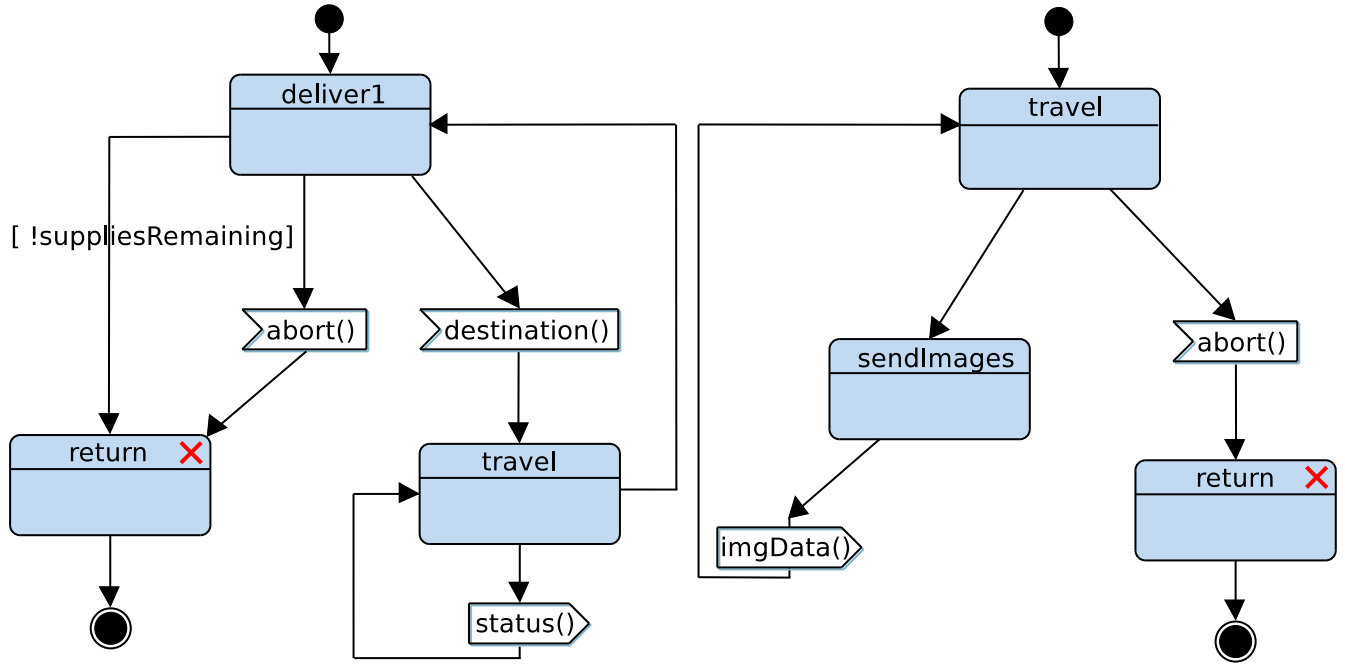 deliver1
travel
[ !suppliesRemaining]
abort()
destination()
abort()
sendImages
return
travel
return
imgData()
status()